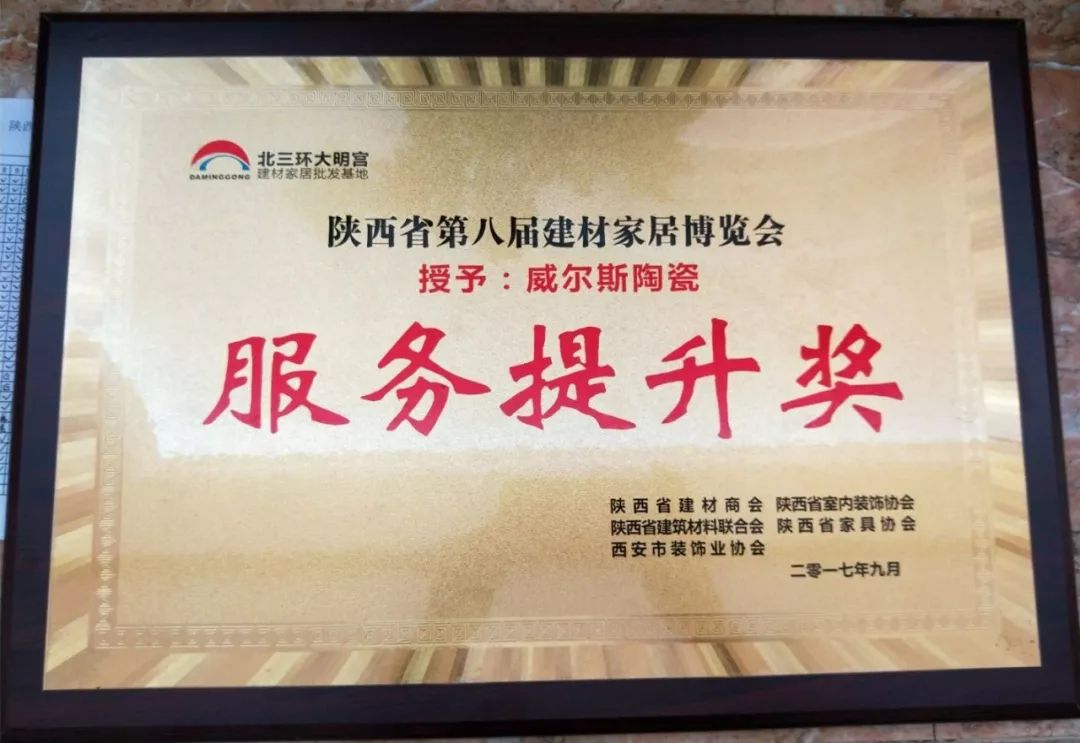 北三环大明宫
建材家居批发基地
DAMINGGONG
陕西省第八届建材家居博览会
授予：威尔斯陶瓷
服务提升奖
陕西省建材商会 陕西省室内装饰协会
陕西省建筑材料联合会 陕西省家具协会
西安市装饰业协会
二零一七年九月